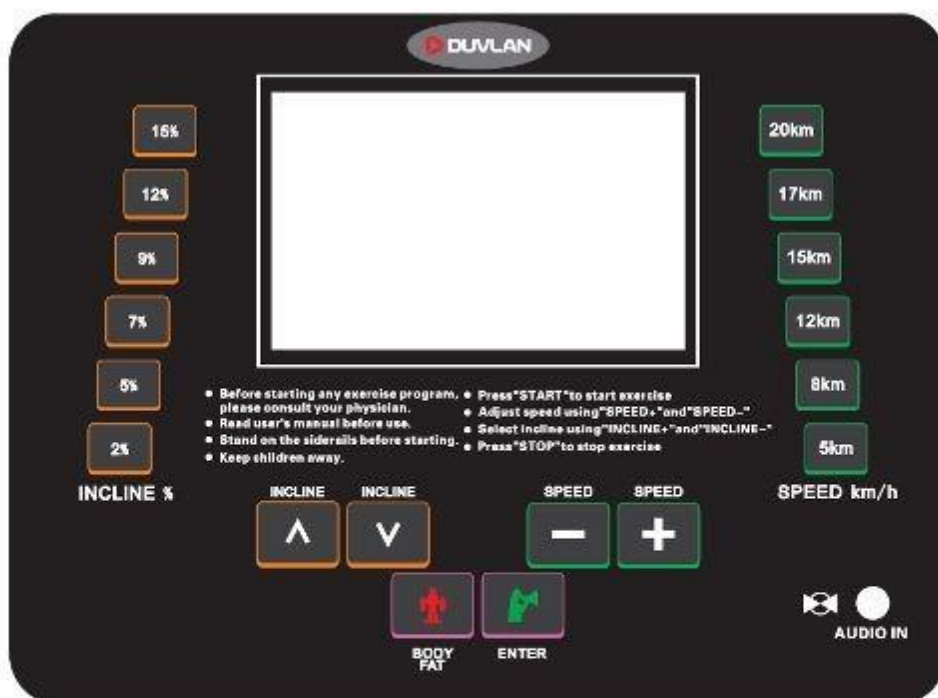 DUVLAN
15%
12%
9%
7%
5%
2%
INCLINE %
20km
17km
15km
12km
8km
5km
SPEED km/h
● Before starting any exercise program, please consult your physician.
● Read user's manual before use.
● Stand on the siderails before starting.
● Keep children away.
● Press"START"to start exercise
● Adjust speed using"SPEED+"and"SPEED-"
● Select incline using"INCLINE+"and"INCLINE-"
● Press"STOP"to stop exercise
INCLINE
INCLINE
SPEED
SPEED
BODY
FAT
ENTER
AUDIO IN